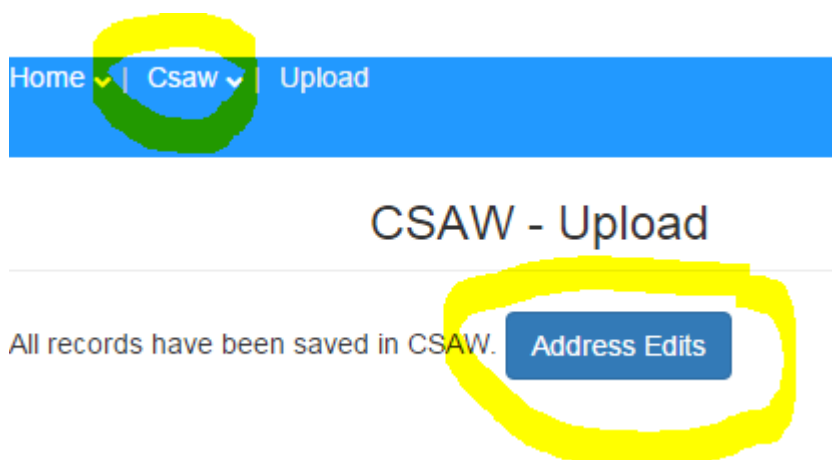 Home | Csaw | Upload
CSAW - Upload
All records have been saved in CSAW. Address Edits